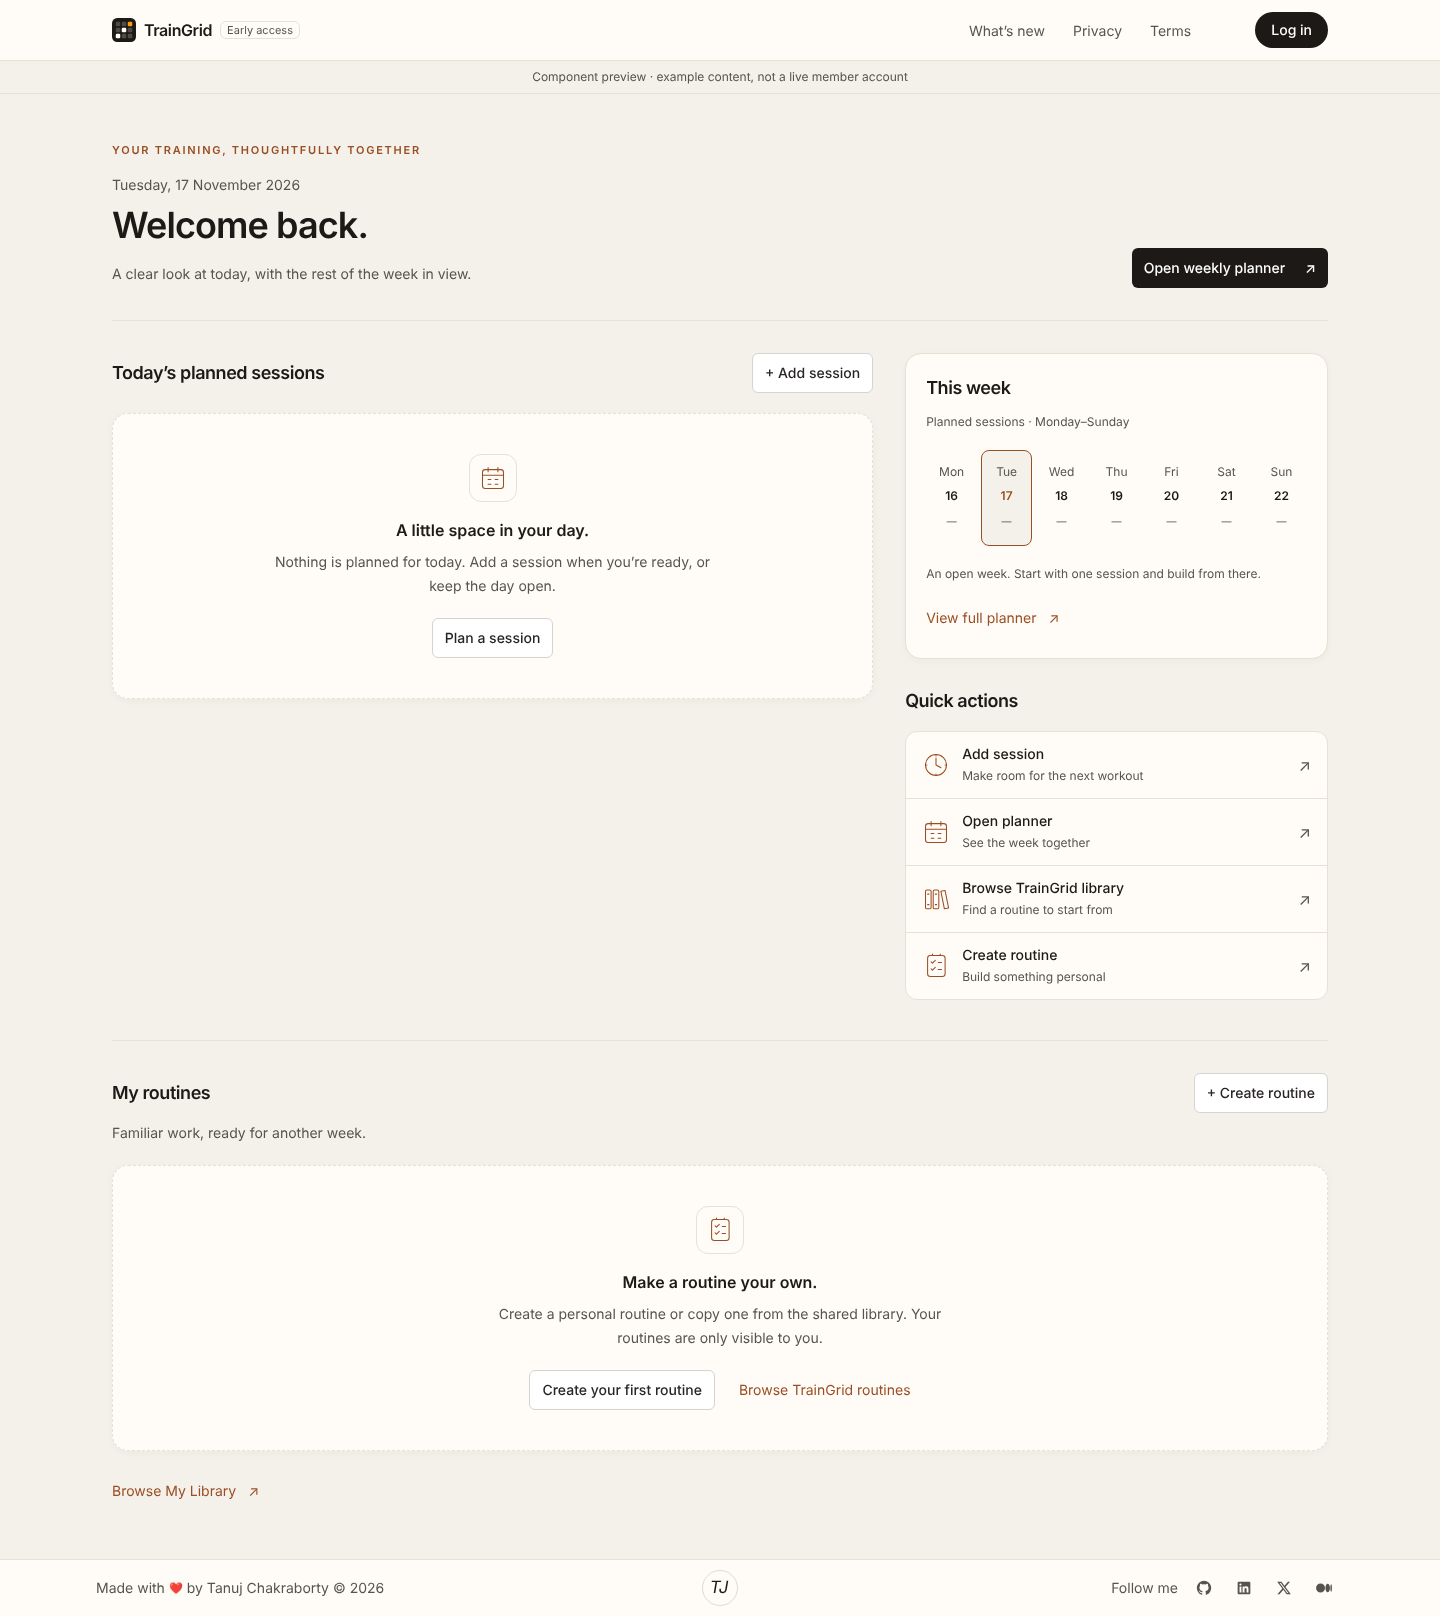 TrainGrid Early access What’s new Privacy Terms Log in
Component preview · example content, not a live member account
YOUR TRAINING, THOUGHTFULLY TOGETHER
Tuesday, 17 November 2026
Welcome back.
A clear look at today, with the rest of the week in view.
Open weekly planner
Today’s planned sessions
+ Add session
A little space in your day.
Nothing is planned for today. Add a session when you’re ready, or
keep the day open.
Plan a session
This week
Planned sessions · Monday–Sunday
Mon Tue Wed Thu Fri Sat Sun
16 17 18 19 20 21 22
— — — — — — —
An open week. Start with one session and build from there.
View full planner
Quick actions
Add session
Make room for the next workout
Open planner
See the week together
Browse TrainGrid library
Find a routine to start from
Create routine
Build something personal
My routines
+ Create routine
Familiar work, ready for another week.
Make a routine your own.
Create a personal routine or copy one from the shared library. Your
routines are only visible to you.
Create your first routine Browse TrainGrid routines
Browse My Library
Made with ❤️ by Tanuj Chakraborty © 2026 TJ Follow me